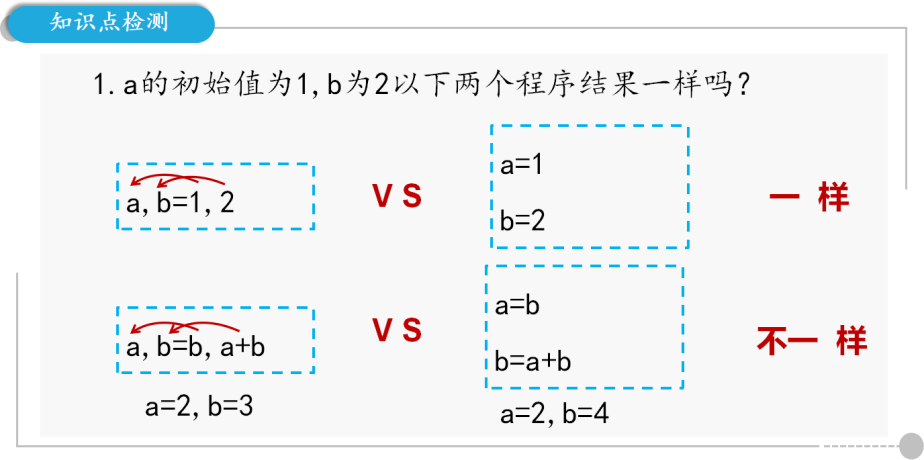 知识点检测
1.a的初始值为1,b为2以下两个程序结果一样吗?
a,b=1,2
VS
a=1
b=2
一 样
a,b=b,a+b
VS
a=b
b=a+b
不一 样
a=2,b=3
a=2,b=4